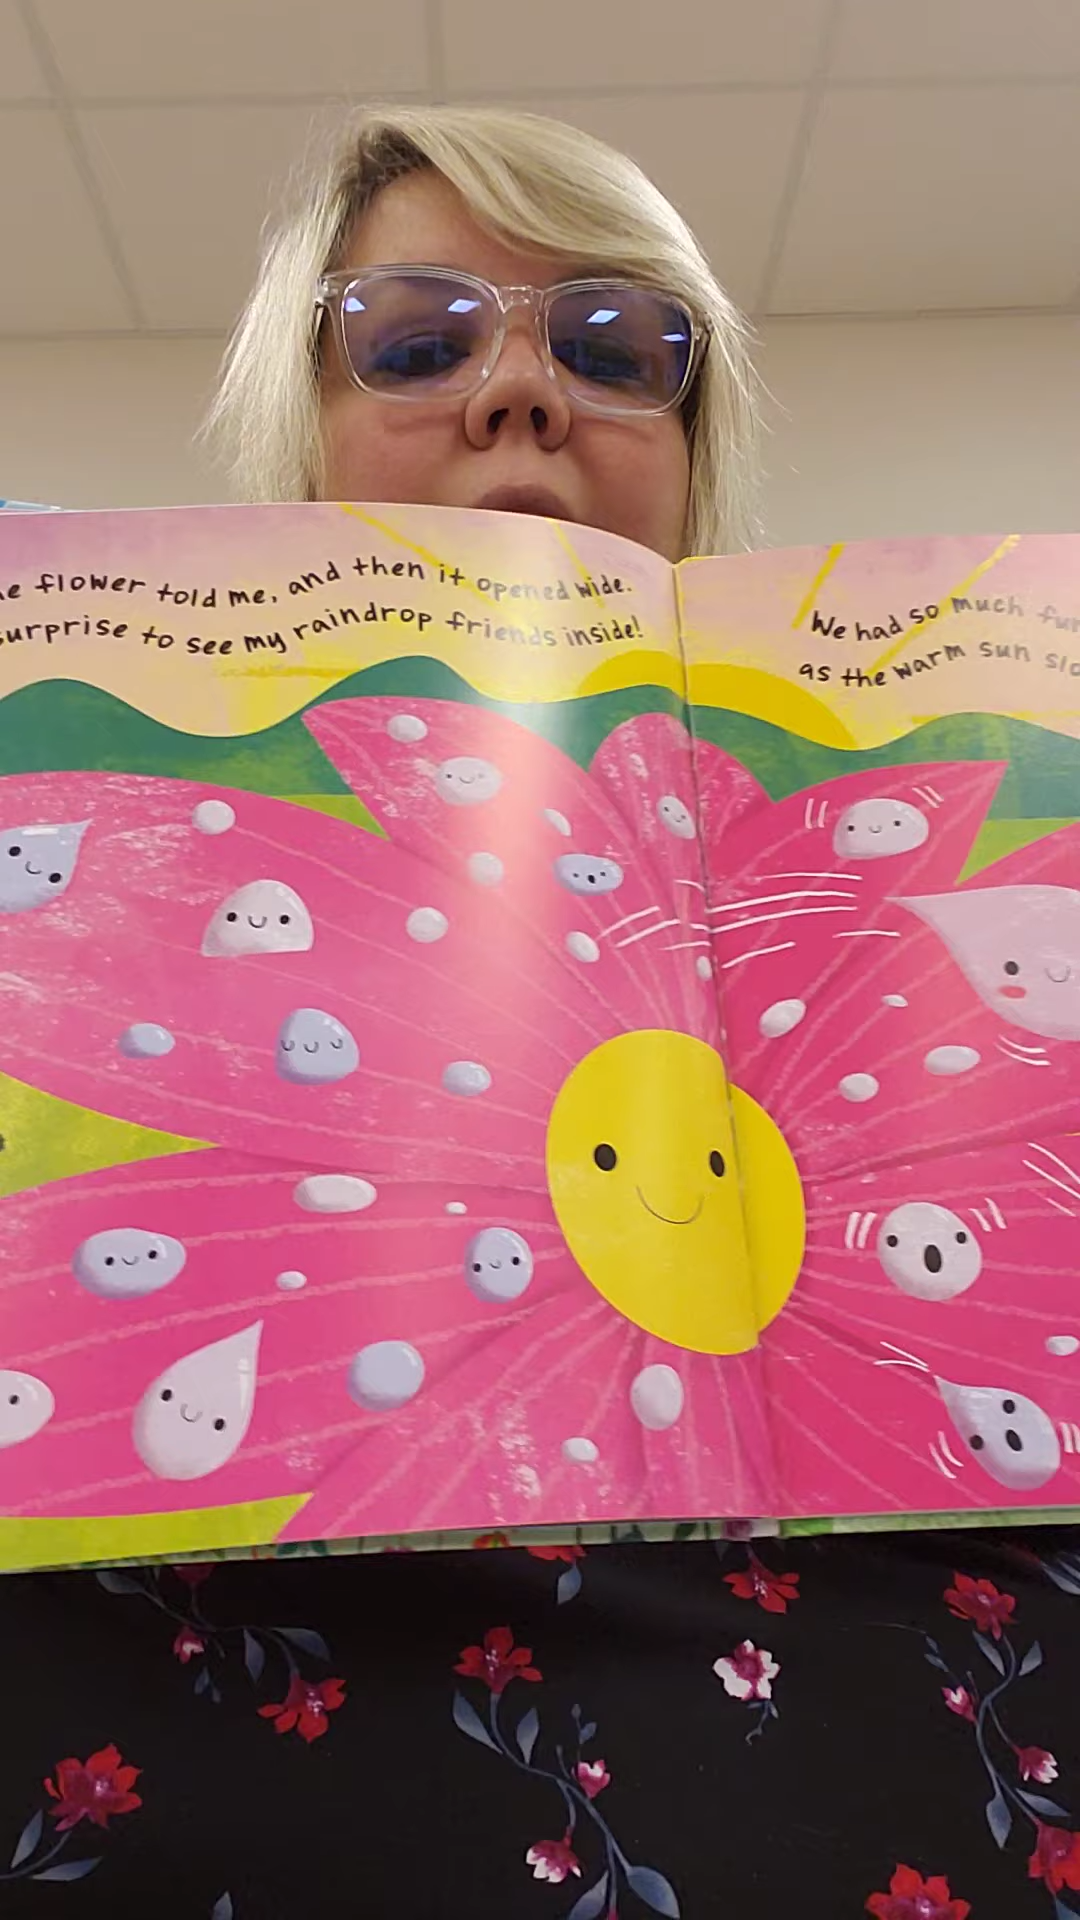 flower told me, and then it opened wide.
surprise to see my raindrop friends inside!
We had so much
as the warm sun